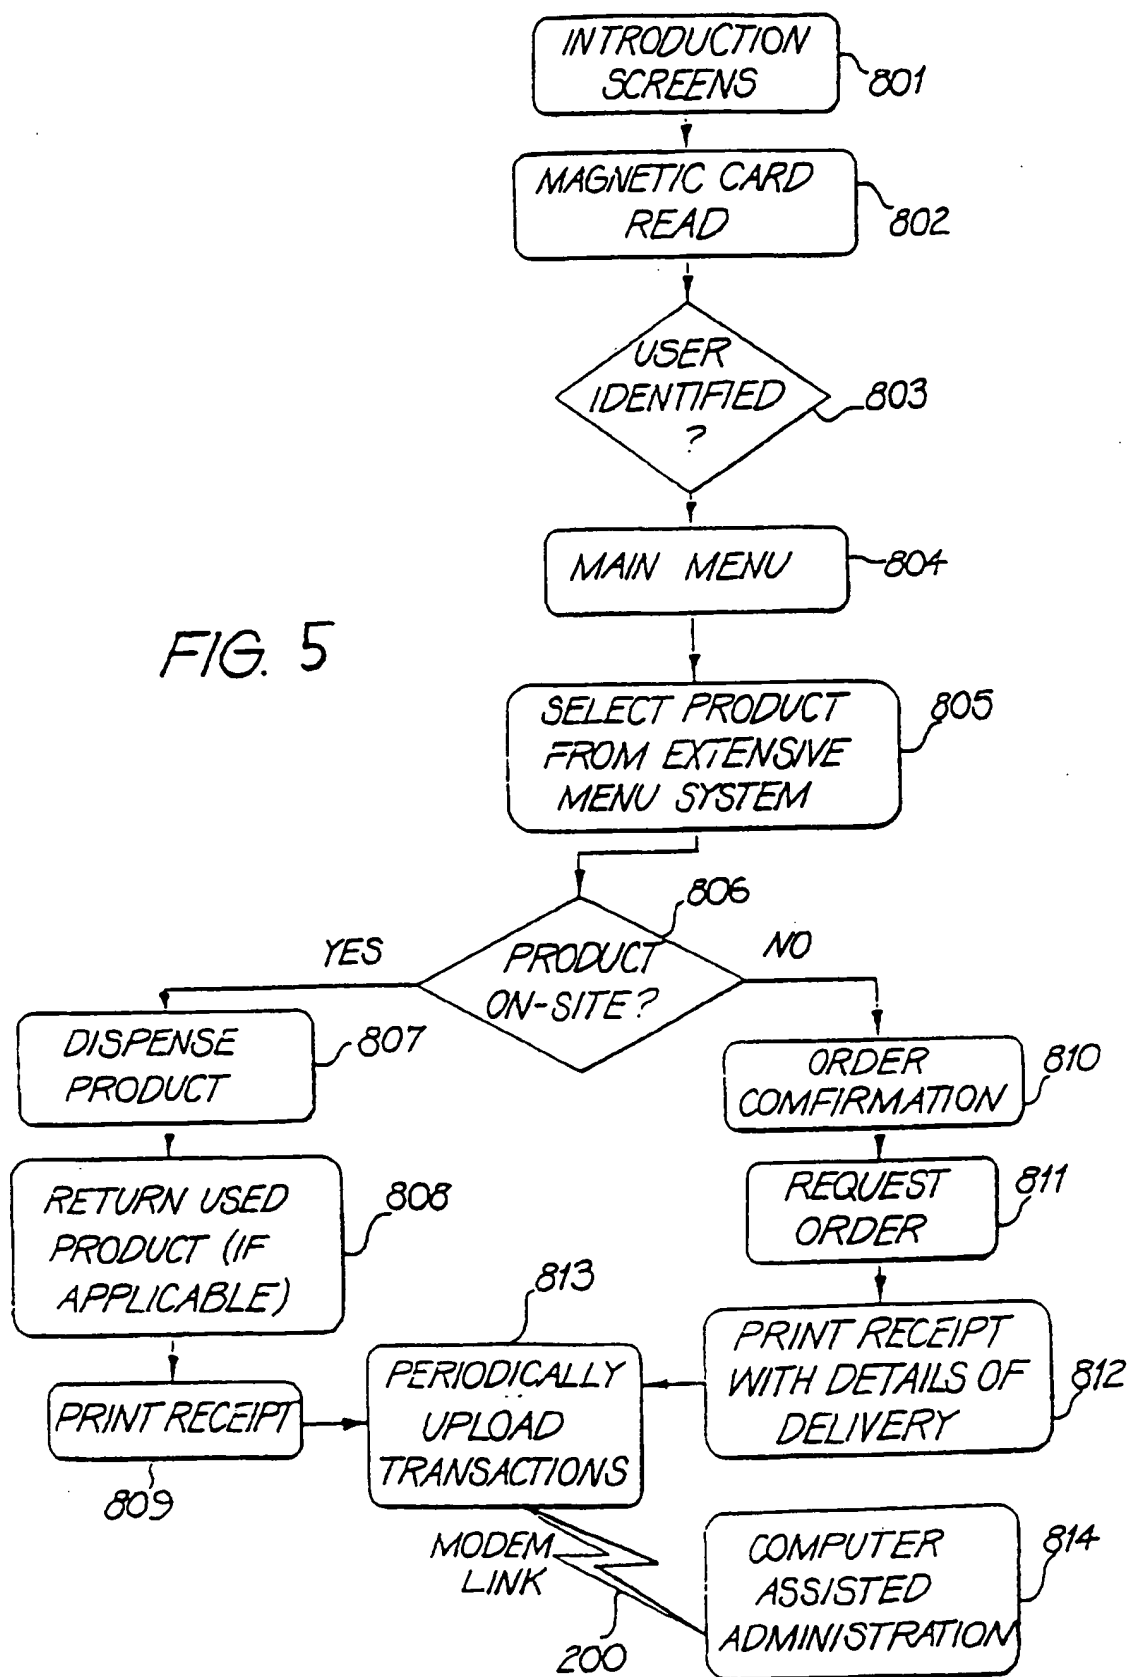 INTRODUCTION
SCREENS
801
MAGNETIC CARD
READ
802
USER
IDENTIFIED
?
803
MAIN MENU
804
FIG. 5
SELECT PRODUCT
FROM EXTENSIVE
MENU SYSTEM
805
806
YES
PRODUCT
ON-SITE?
NO
DISPENSE
PRODUCT
807
ORDER
COMFIRMATION
810
RETURN USED
PRODUCT (IF
APPLICABLE)
808
REQUEST
ORDER
811
813
PRINT RECEIPT
809
PERIODICALLY
UPLOAD
TRANSACTIONS
PRINT RECEIPT
WITH DETAILS OF
DELIVERY
812
MODEM
LINK
200
COMPUTER
ASSISTED
ADMINISTRATION
814